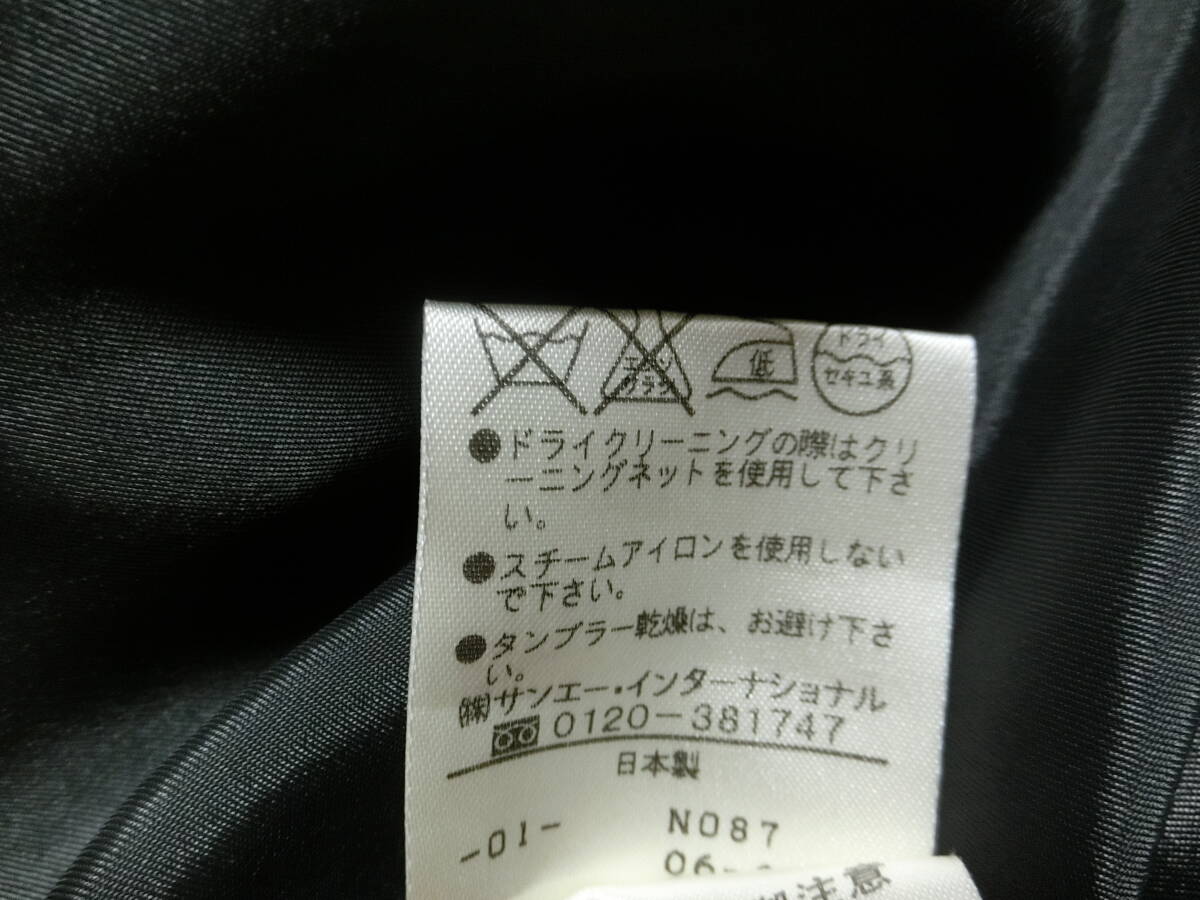 エンソ
サラシ
低
ドライ
セキユ系
●ドライクリーニングの際はクリ
ーニングネットを使用して下さ
い。
●スチームアイロンを使用しない
で下さい。
●タンブラー乾燥は、お避け下さ
い。
㈱サンエー・インターナショナル
0120-381747
日本製
-01- N087
06-
注意